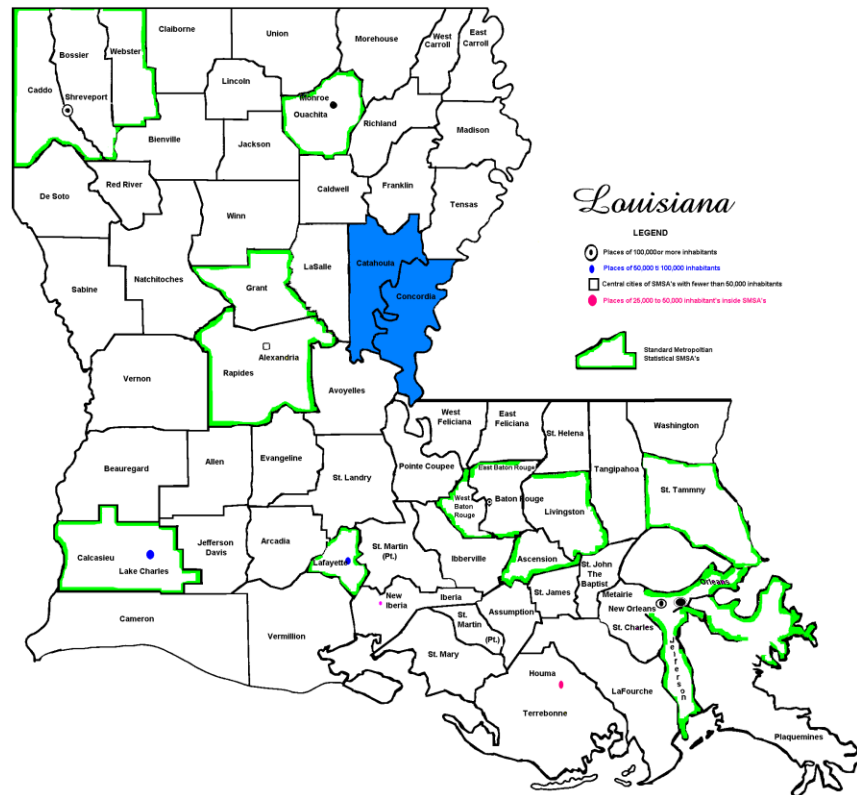 Claiborne
Union
Morehouse
West
Carroll
East
Carroll
Bossier
Webster
Caddo
Shreveport
Lincoln
Monroe
Ouachita
Richland
Madison
Bienville
Jackson
De Soto
Red River
Caldwell
Franklin
Tensas
Winn
Sabine
Natchitoches
Grant
LaSalle
Catahoula
Concordia
Vernon
Rapides
Alexandria
Avoyelles
Louisiana
LEGEND
Places of 100,000or more inhabitants
Places of 50,000 ti 100,000 inhabitants
Central cities of SMSA's with fewer than 50,000 inhabitants
Places of 25,000 to 50,000 inhabitant's inside SMSA's
Standard Metropoltian
Statistical SMSA's
Beauregard
Allen
Evangeline
St. Landry
Pointe Coupee
West
Feliciana
East
Feliciana
St. Helena
Tangipahoa
Washington
St. Tammny
East Baton Rouge
West
Baton
Rouge
Baton Rouge
Livingston
Calcasieu
Lake Charles
Jefferson
Davis
Arcadia
Lafayette
St. Martin
(Pt.)
Ibberville
Ascension
St. John
The
Baptist
Orleans
Metairie
New Orleans
St. Charles
Jefferson
Cameron
Vermillion
New
Iberia
Iberia
St.
Martin
(Pt.)
Assumption
St. James
St. Mary
Houma
Terrebonne
LaFourche
Plaquemines